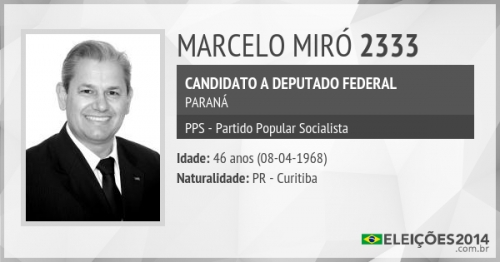 MARCELO MIRÓ 2333
CANDIDATO A DEPUTADO FEDERAL
PARANÁ
PPS - Partido Popular Socialista
Idade: 46 anos (08-04-1968)
Naturalidade: PR - Curitiba
ELEIÇÕES2014
.com.br